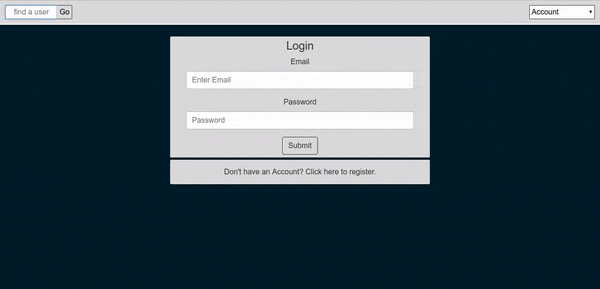 find a user Go Account
Login
Email
Enter Email
Password
Password
Submit
Don't have an Account? Click here to register.